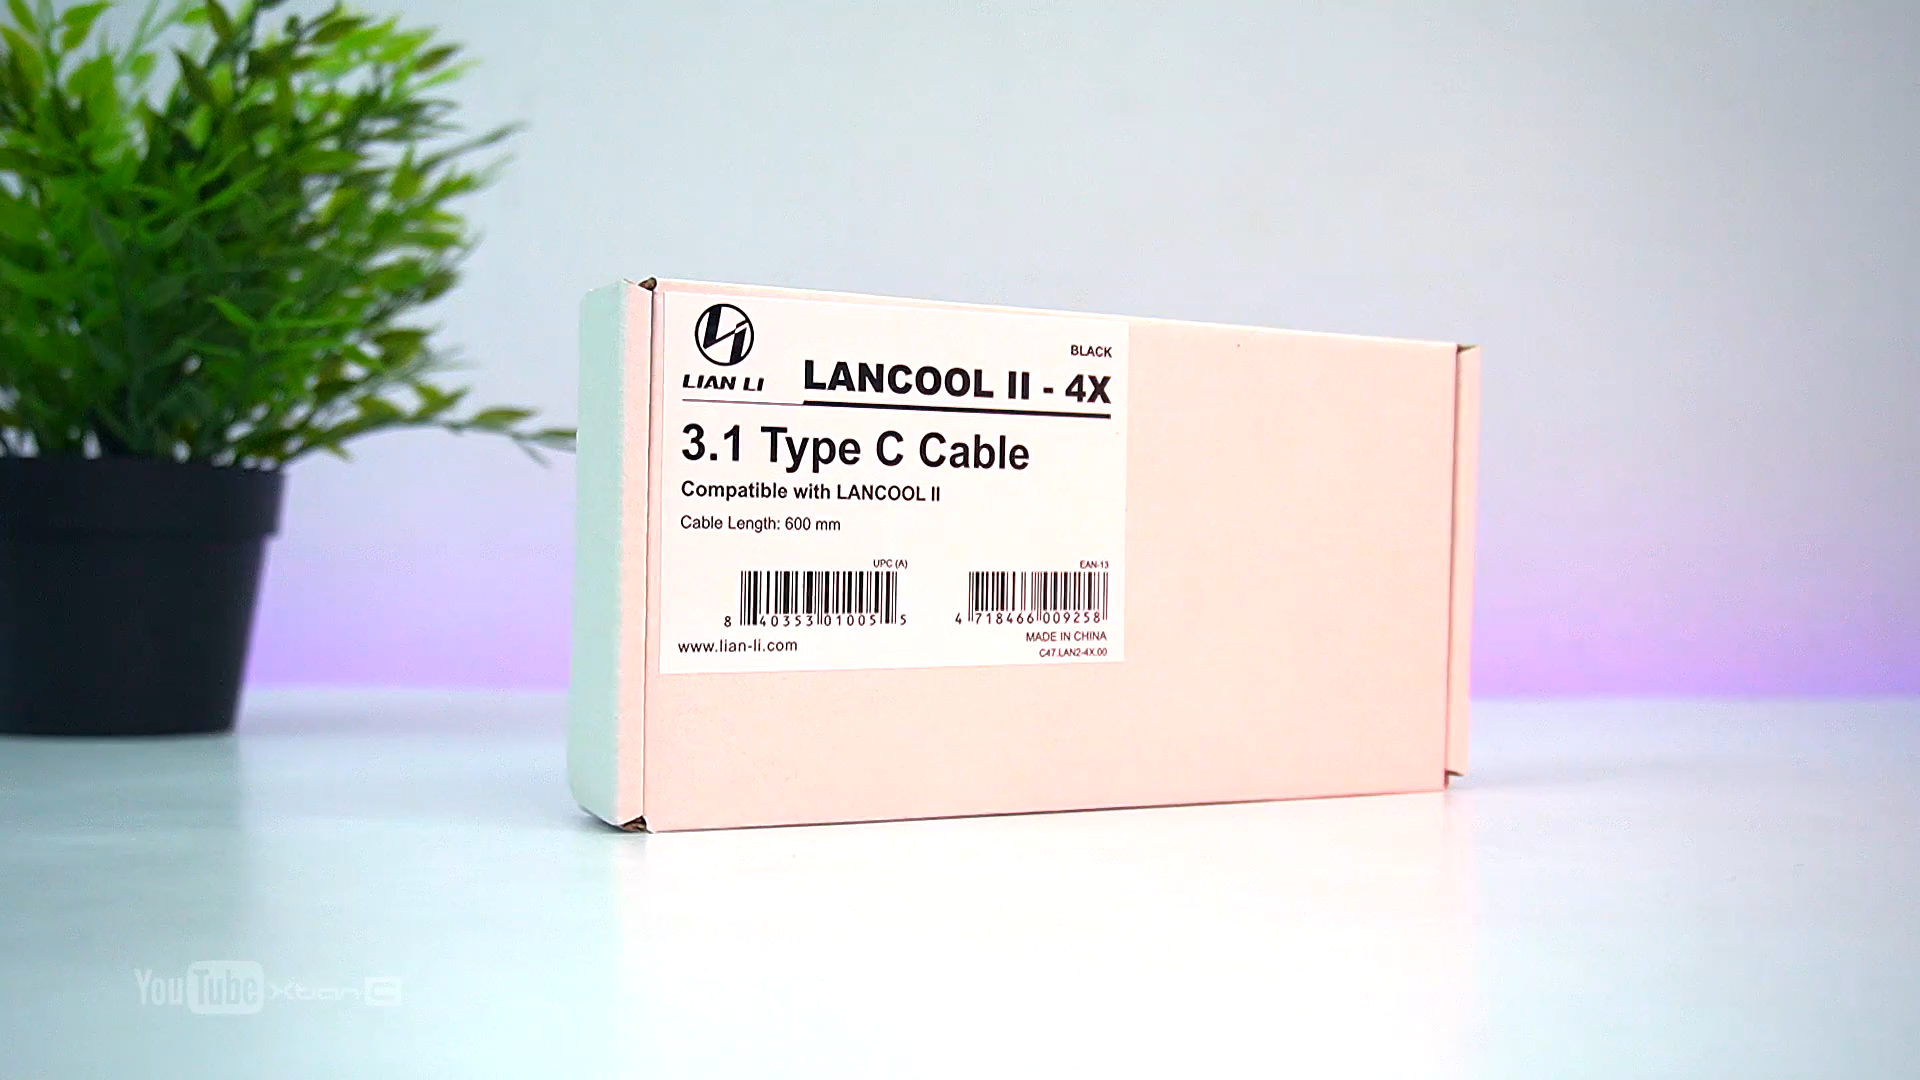 LIAN LI
BLACK
LANCOOL II - 4X
3.1 Type C Cable
Compatible with LANCOOL II
Cable Length: 600 mm
UPC (A)
8 40353 01005 5
EAN-13
4 718466 009258
www.lian-li.com
MADE IN CHINA
C47.LAN2-4X.00
YouTube XtianC